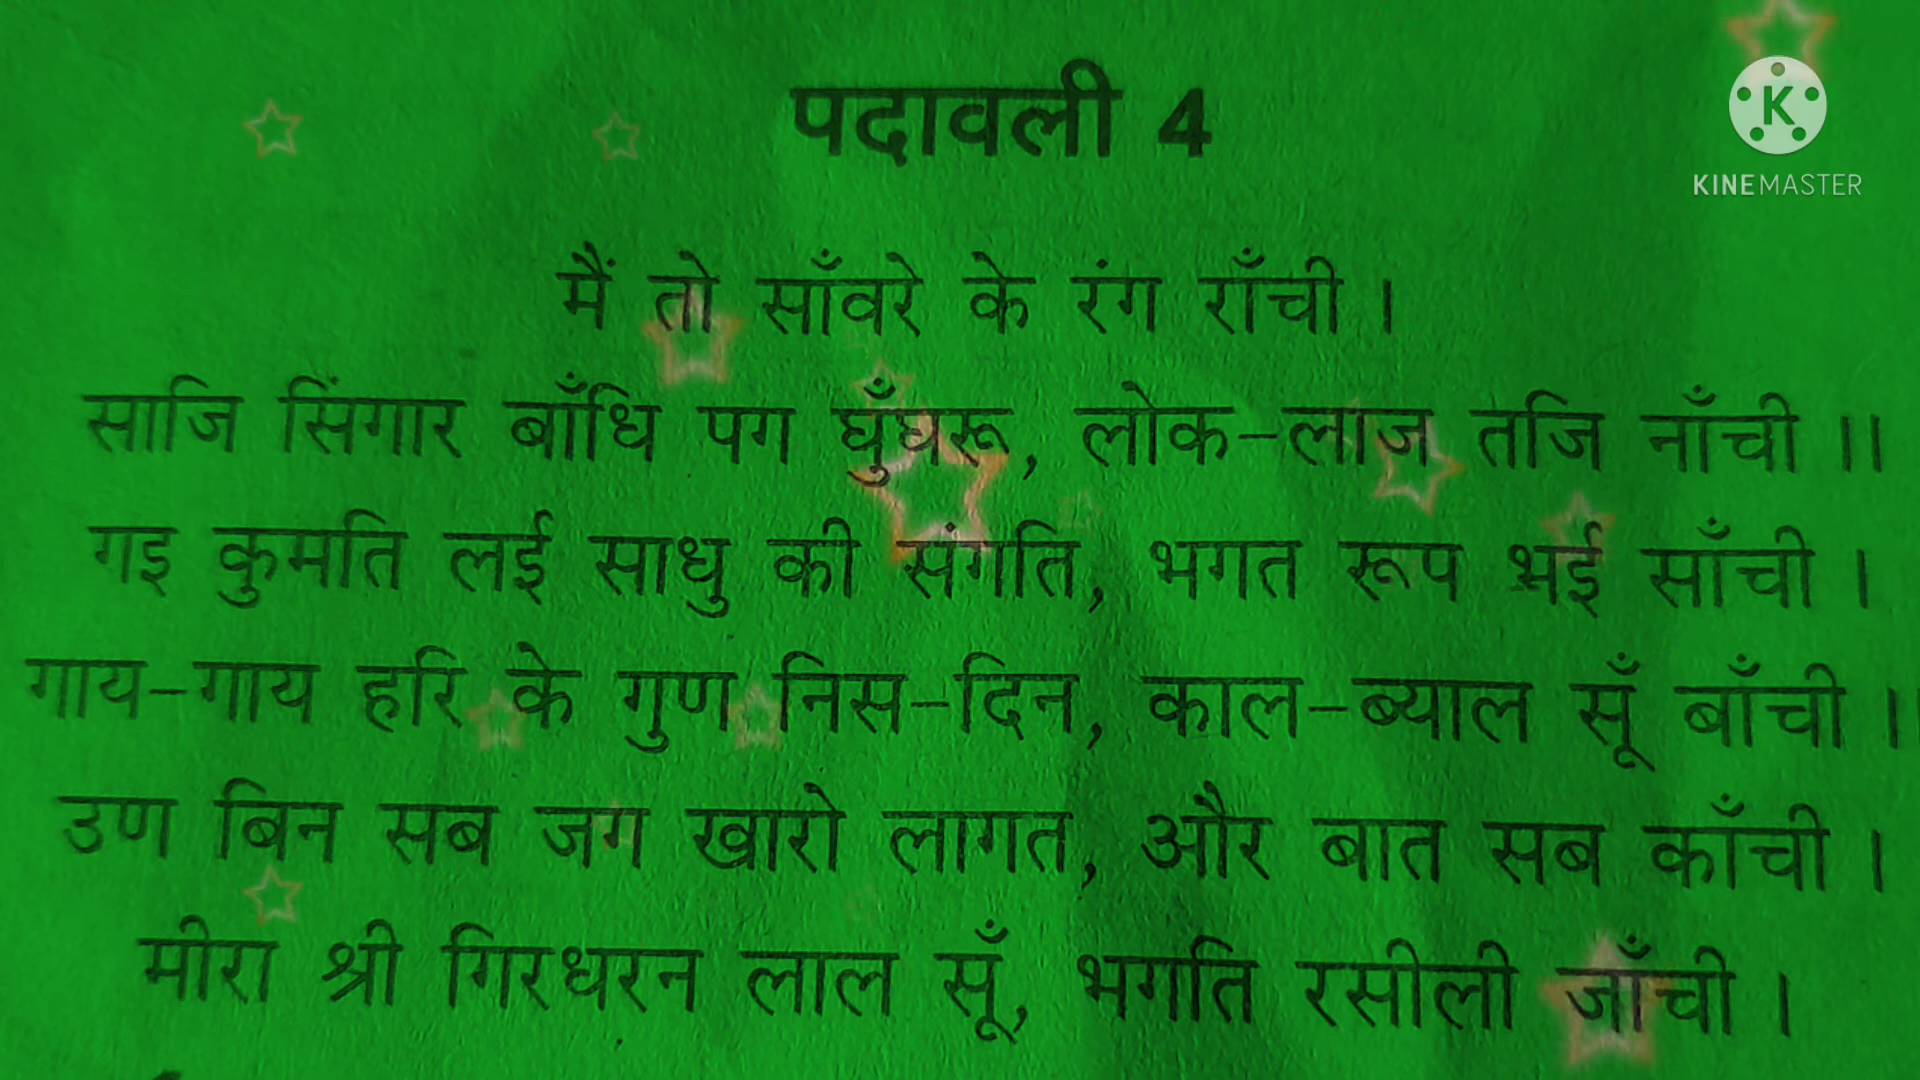 पदावली 4
K
KINEMASTER
मैं तो साँवरे के रंग राँची ।
साजि सिंगार बाँधि पग घुँघरू, लोक-लाज तजि नाँची ।।
गइ कुमति लई साधु की संगति, भगत रूप भई साँची ।
गाय-गाय हरि के गुण निस-दिन, काल-ब्याल सूँ बाँची ।
उण बिन सब जग खारो लागत, और बात सब काँची ।
मीरा श्री गिरधरन लाल सूँ, भगति रसीली जाँची ।